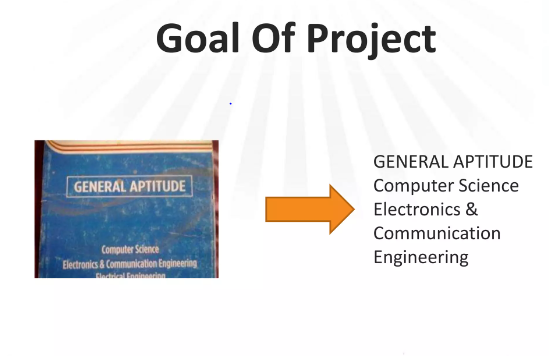 Goal Of Project
GENERAL APTITUDE
Computer Science
Electronics & Communication Engineering
Electrical Engineering
GENERAL APTITUDE
Computer Science
Electronics &
Communication
Engineering